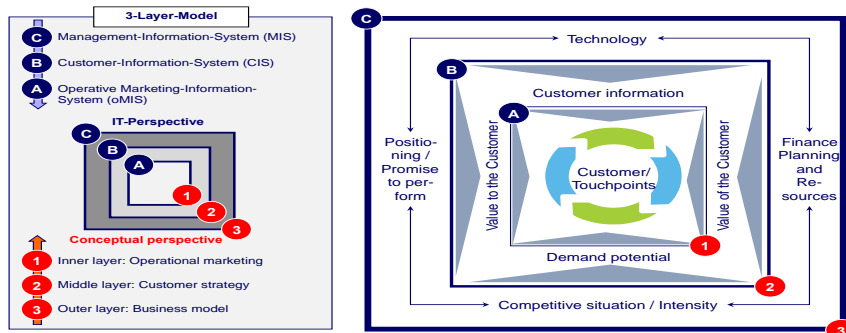 3-Layer-Model
C Management-Information-System (MIS)
B Customer-Information-System (CIS)
A Operative Marketing-Information-
System (oMIS)
IT-Perspective
C
B
A
1
2
3
Conceptual perspective
1 Inner layer: Operational marketing
2 Middle layer: Customer strategy
3 Outer layer: Business model
C
Technology
B
Customer information
A
Positio-
ning /
Promise
to per-
form
Value to the Customer
Customer/
Touchpoints
Value of the Customer
Finance
Planning
and
Re-
sources
1
Demand potential
2
Competitive situation / Intensity
3